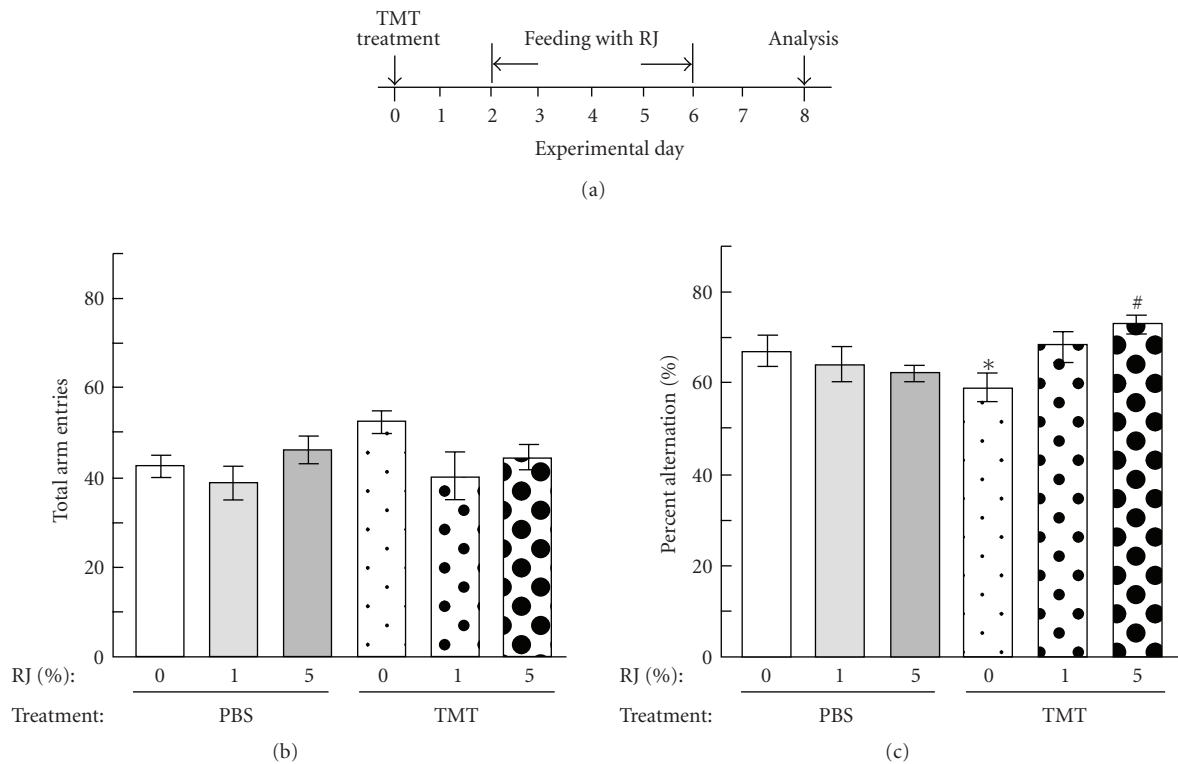 TMT
treatment
Feeding with RJ
Analysis
0 1 2 3 4 5 6 7 8
Experimental day
(a)
Total arm entries
80
60
40
20
0
RJ (%): 0 1 5 0 1 5
Treatment: PBS TMT
(b)
Percent alternation (%)
80
60
40
20
0
*
#
RJ (%): 0 1 5 0 1 5
Treatment: PBS TMT
(c)